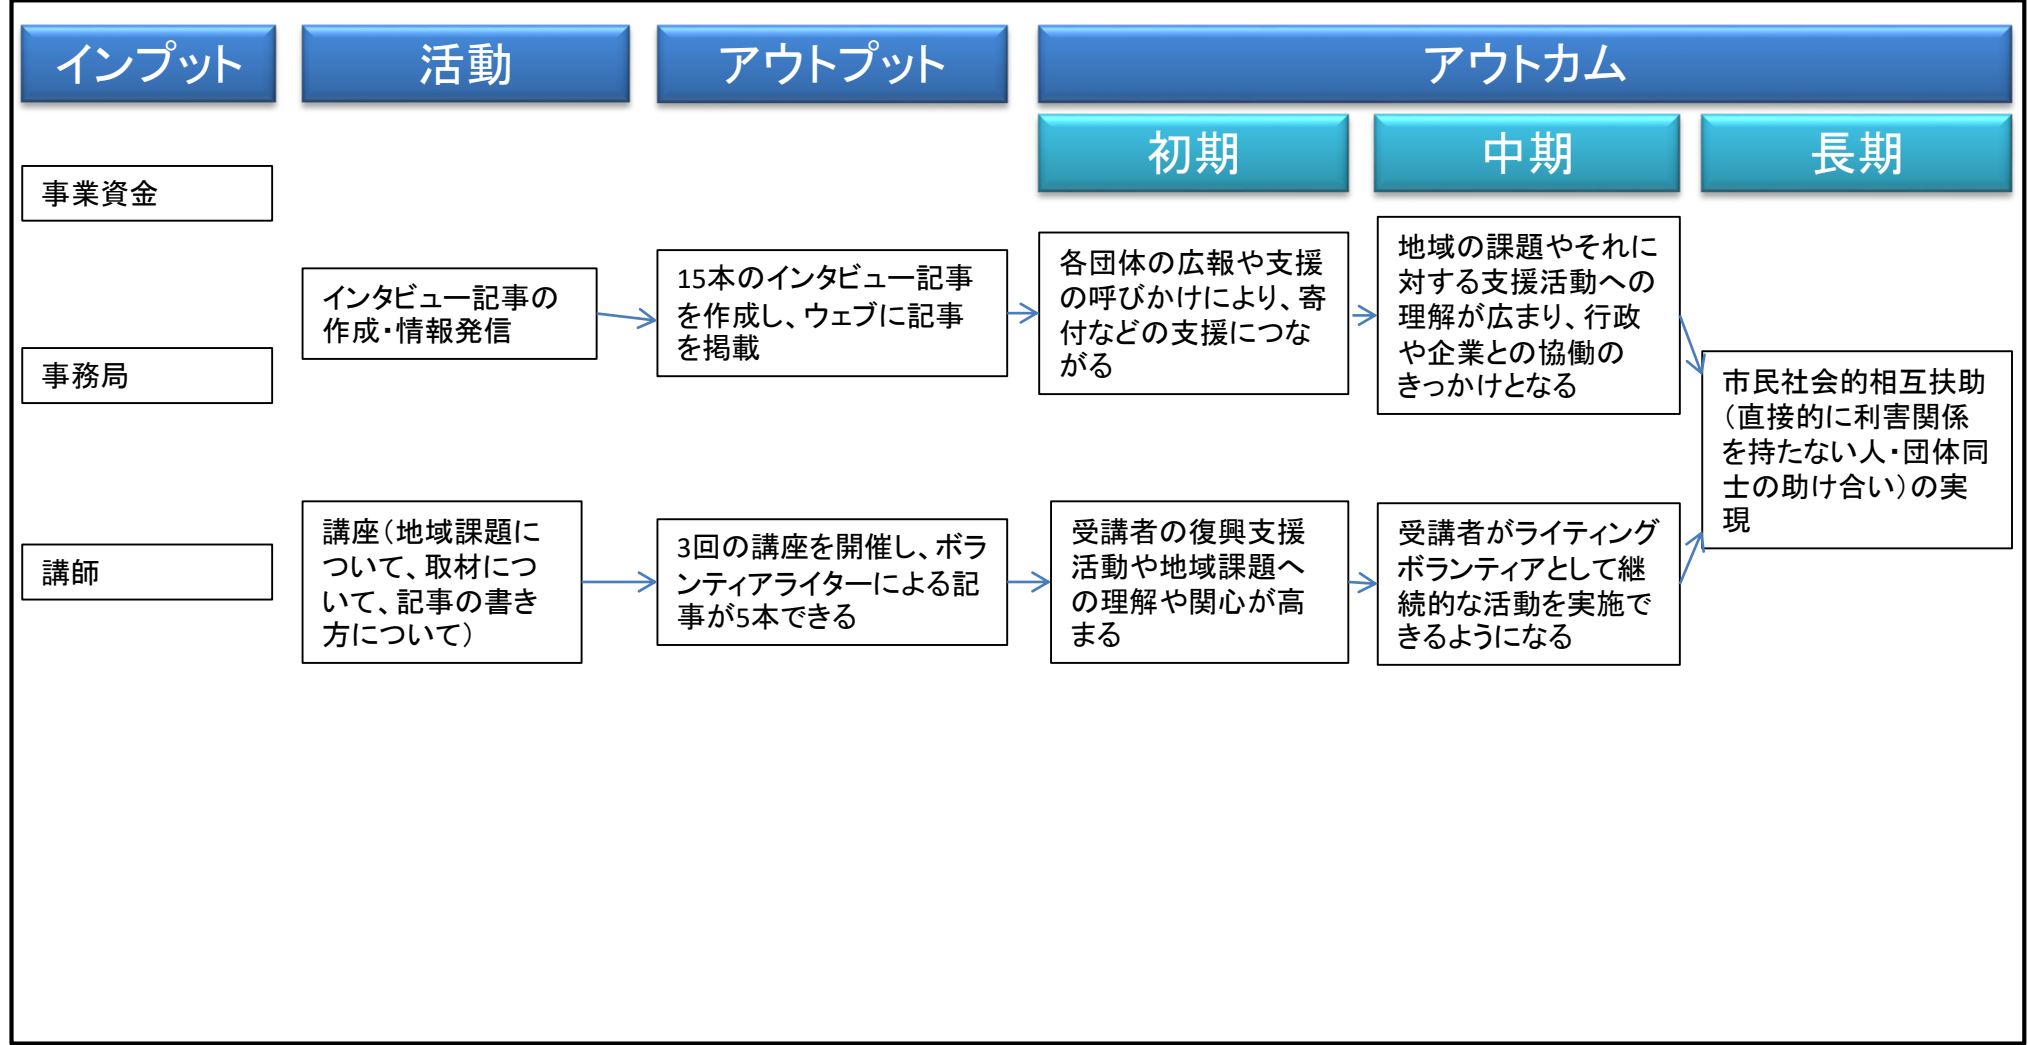 インプット
活動
アウトプット
アウトカム
初期
中期
長期
事業資金
事務局
講師
インタビュー記事の
作成・情報発信
15本のインタビュー記事
を作成し、ウェブに記事
を掲載
各団体の広報や支援
の呼びかけにより、寄
付などの支援につな
がる
地域の課題やそれに
対する支援活動への
理解が広まり、行政
や企業との協働の
きっかけとなる
市民社会的相互扶助
（直接的に利害関係
を持たない人・団体同
士の助け合い）の実
現
講座（地域課題に
ついて、取材につ
いて、記事の書き
方について）
3回の講座を開催し、ボラ
ンティアライターによる記
事が5本できる
受講者の復興支援
活動や地域課題へ
の理解や関心が高
まる
受講者がライティング
ボランティアとして継
続的な活動を実施で
きるようになる